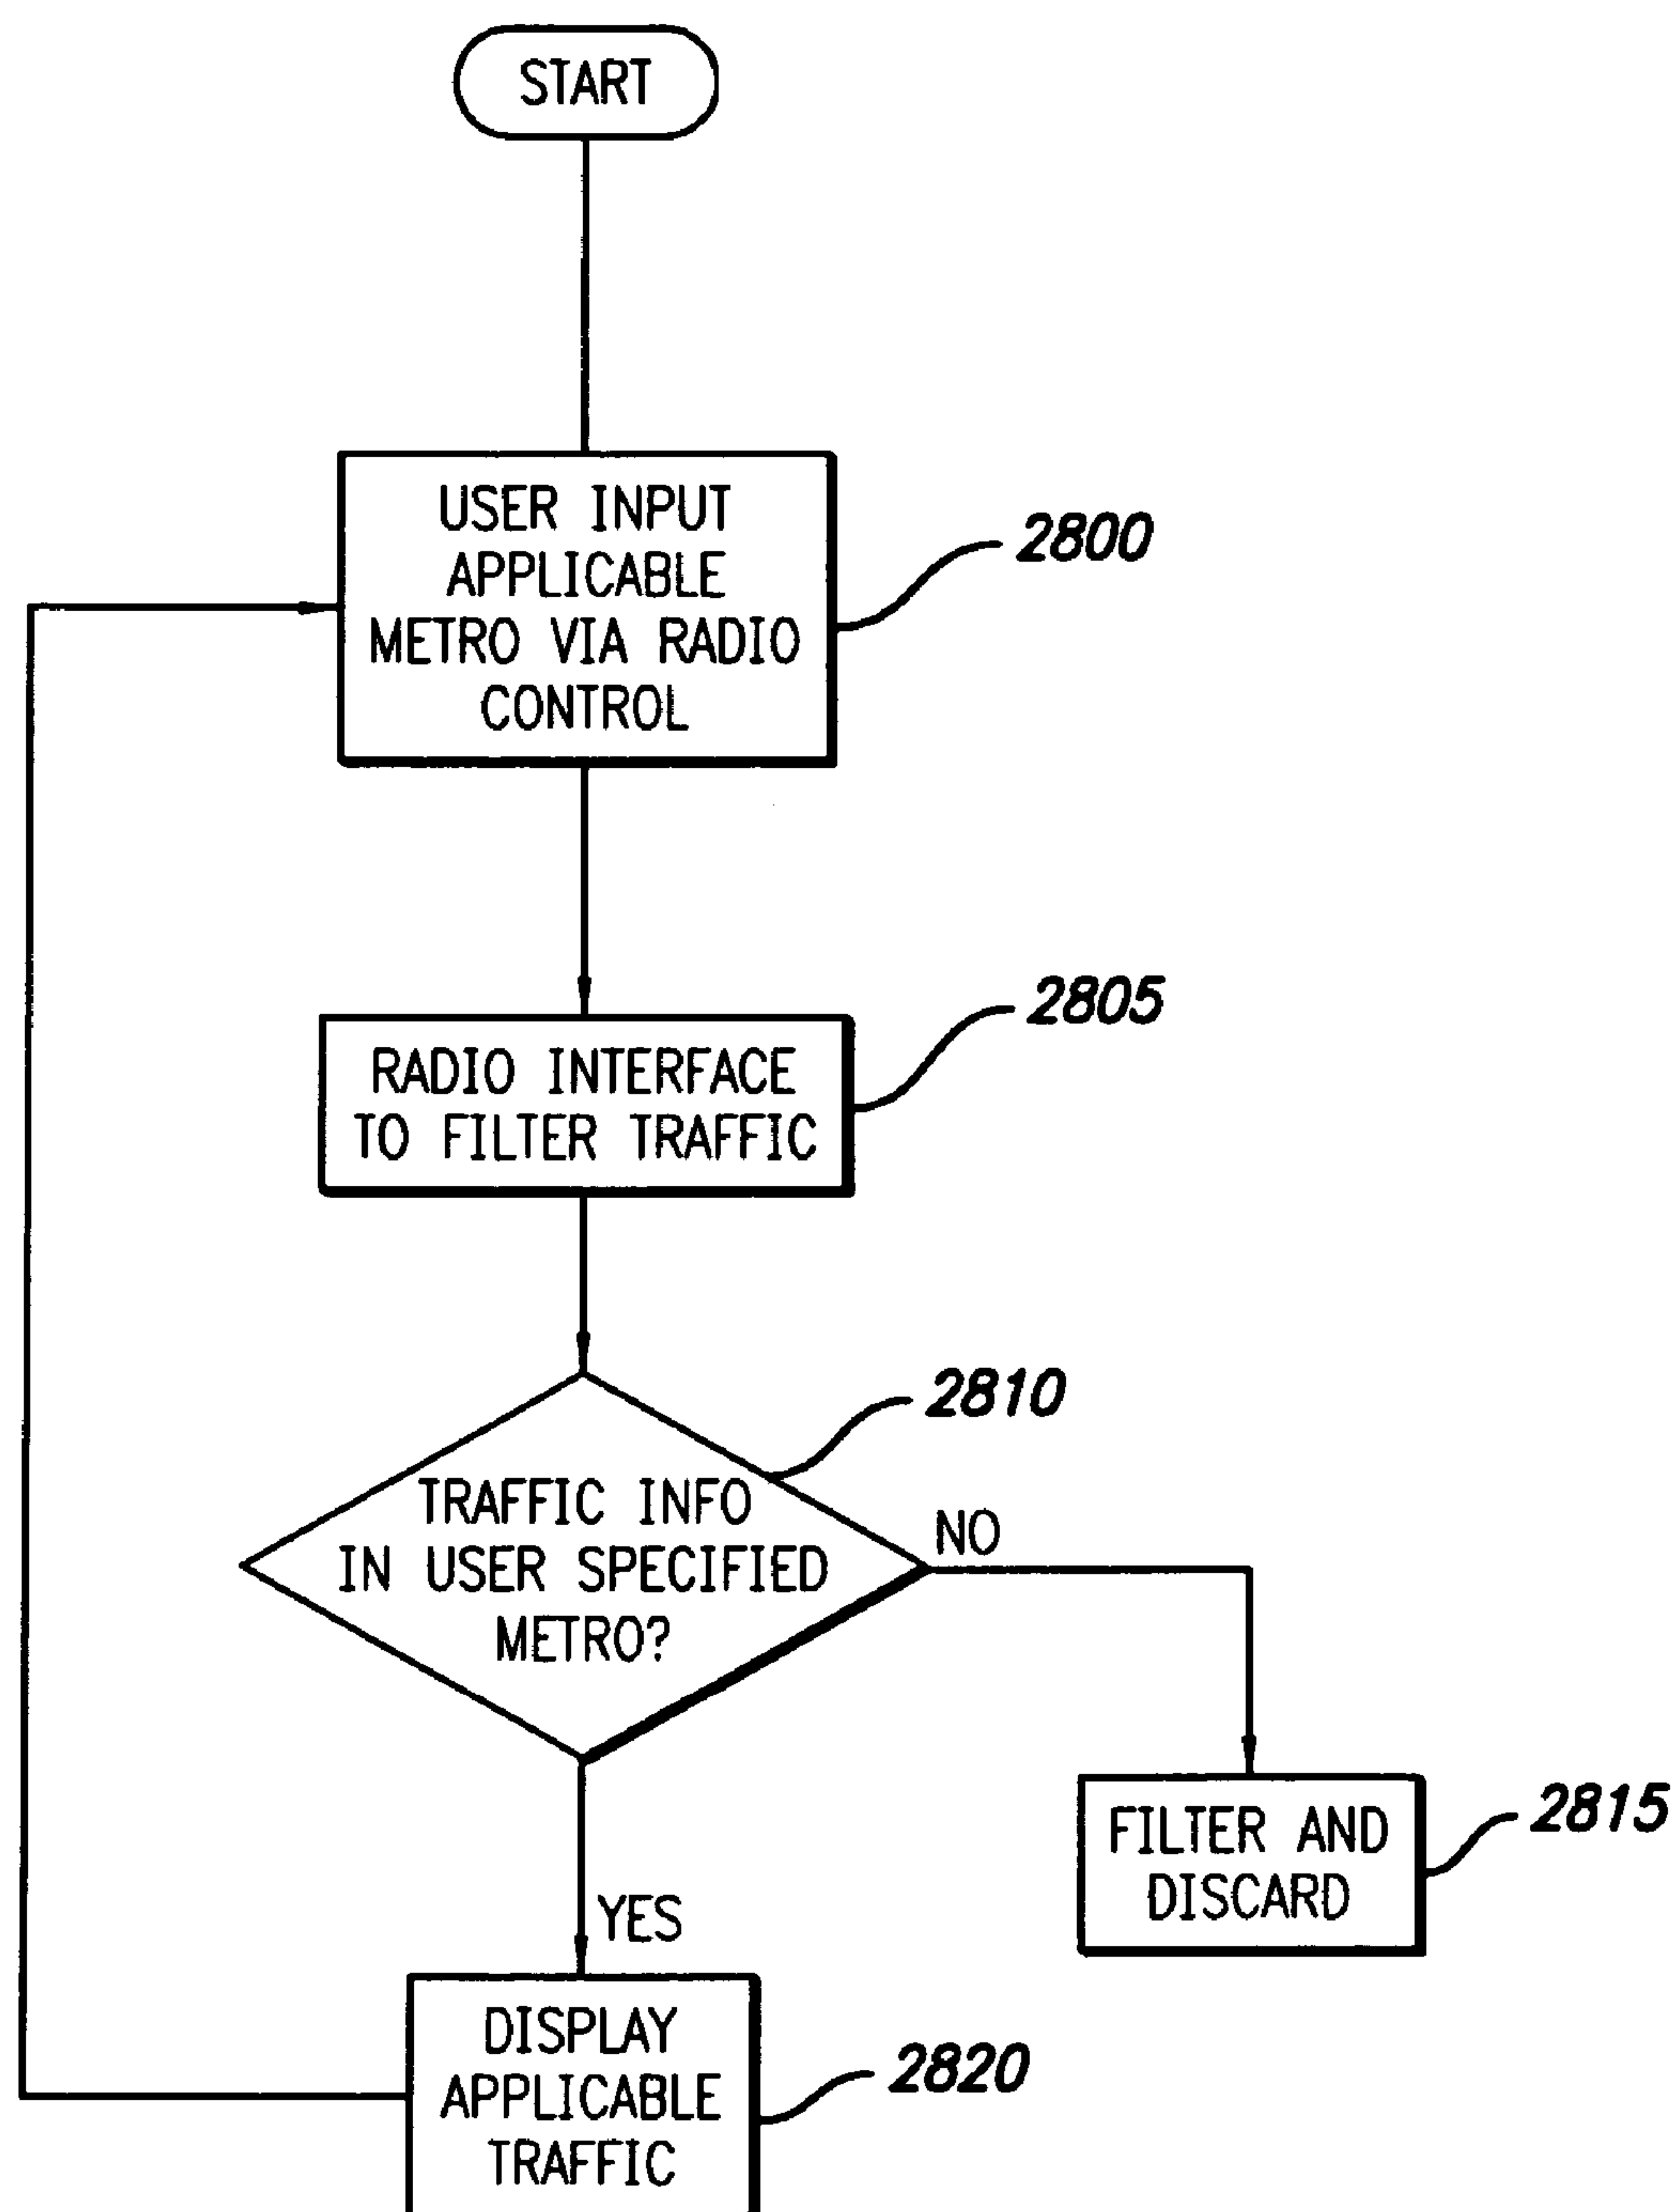 START
USER INPUT
APPLICABLE
METRO VIA RADIO
CONTROL
2800
RADIO INTERFACE
TO FILTER TRAFFIC
2805
TRAFFIC INFO
IN USER SPECIFIED
METRO?
2810
NO
FILTER AND
DISCARD
2815
YES
DISPLAY
APPLICABLE
TRAFFIC
2820